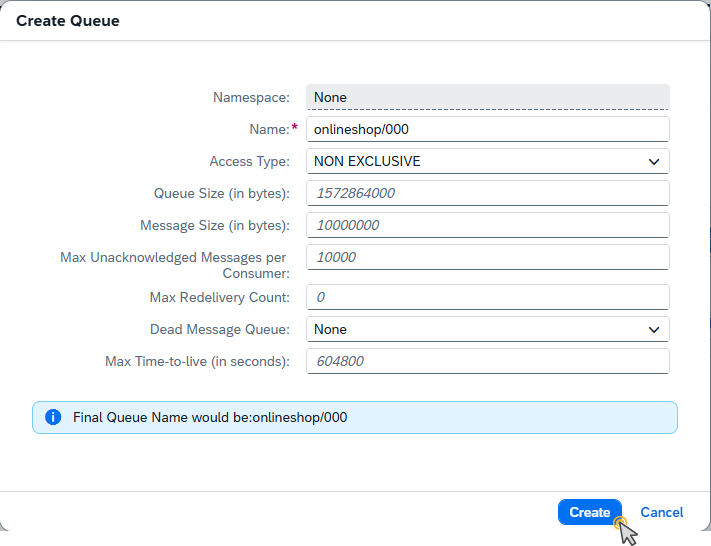 Create Queue
Namespace: None
Name:* onlineshop/000
Access Type: NON EXCLUSIVE
Queue Size (in bytes): 1572864000
Message Size (in bytes): 10000000
Max Unacknowledged Messages per
Consumer: 10000
Max Redelivery Count: 0
Dead Message Queue: None
Max Time-to-live (in seconds): 604800
Final Queue Name would be:onlineshop/000
Create Cancel